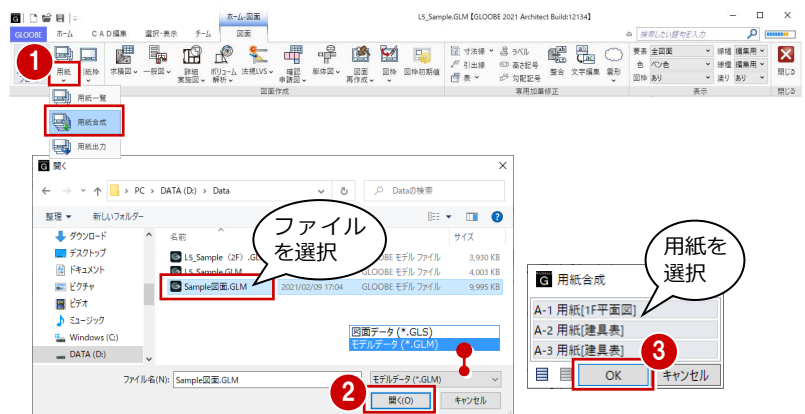 ホーム-図面
L5_Sample.GLM [GLOOBE 2021 Architect Build:12134]
GLOOBE ホーム CAD編集 選択・表示 チーム 図面
検索したい語句を入力
1
用紙
用紙枠
求積図
一般図
詳細 実施図
ボリューム 解析
法規LVS
確認 申請図
躯体図
図面 再作成
図枠
図枠初期値
寸法線 ラベル
引出線 高さ記号
表 勾配記号
整合 文字編集 雲形
要素 全図面 線種 編集用
色 ペン色 線種 編集用
図枠 あり 塗り あり
閉じる
図面作成 専用加筆修正 表示 閉じる
用紙一覧
用紙合成
用紙出力
開く
PC > DATA (D:) > Data
Dataの検索
整理 新しいフォルダー
ダウンロード
デスクトップ
ドキュメント
ピクチャ
ビデオ
ミュージック
Windows (C:)
DATA (D:)
名前 サイズ
L5_Sample (2F) .GL GLOOBE モデル ファイル 3,930 KB
L5_Sample.GLM GLOOBE モデル ファイル 4,003 KB
Sample図面.GLM 2021/02/09 17:04 GLOOBE モデル ファイル 9,995 KB
ファイル
を選択
図面データ (*.GLS)
モデルデータ (*.GLM)
ファイル名(N): Sample図面.GLM モデルデータ (*.GLM)
2
開く(O) キャンセル
用紙を
選択
用紙合成
A-1 用紙[1F平面図]
A-2 用紙[建具表]
A-3 用紙[建具表]
3
OK キャンセル